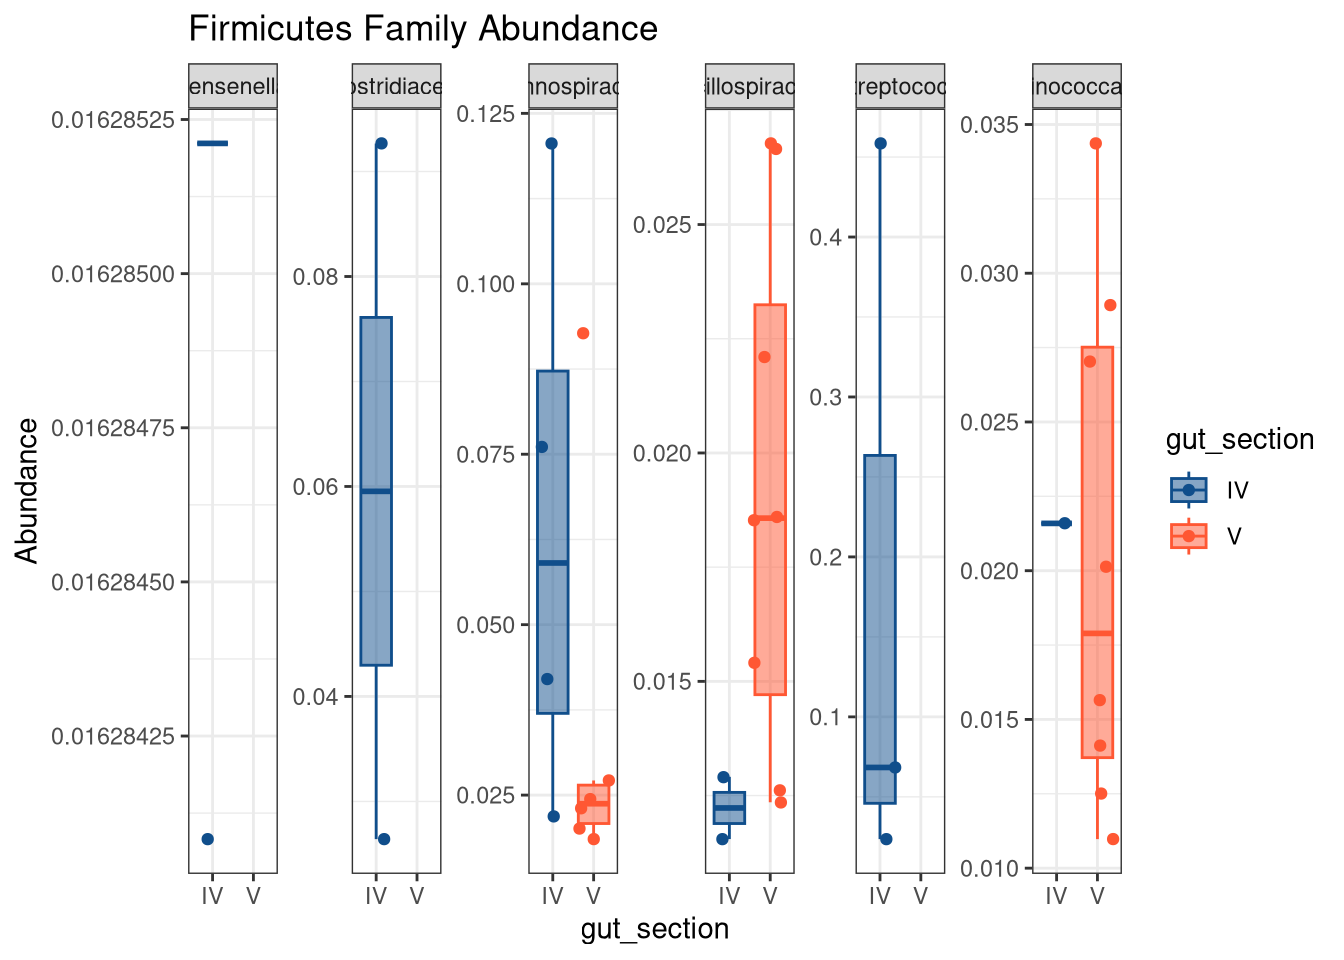 Firmicutes Family Abundance
ensenella
ostridiace
nnospirac
illospirac
treptococ
inococca
0.01628525
0.01628500
0.01628475
0.01628450
0.01628425
0.08
0.06
0.04
0.125
0.100
0.075
0.050
0.025
0.025
0.020
0.015
0.4
0.3
0.2
0.1
0.035
0.030
0.025
0.020
0.015
0.010
Abundance
IV V
IV V
IV V
IV V
IV V
IV V
gut_section
gut_section
IV
V